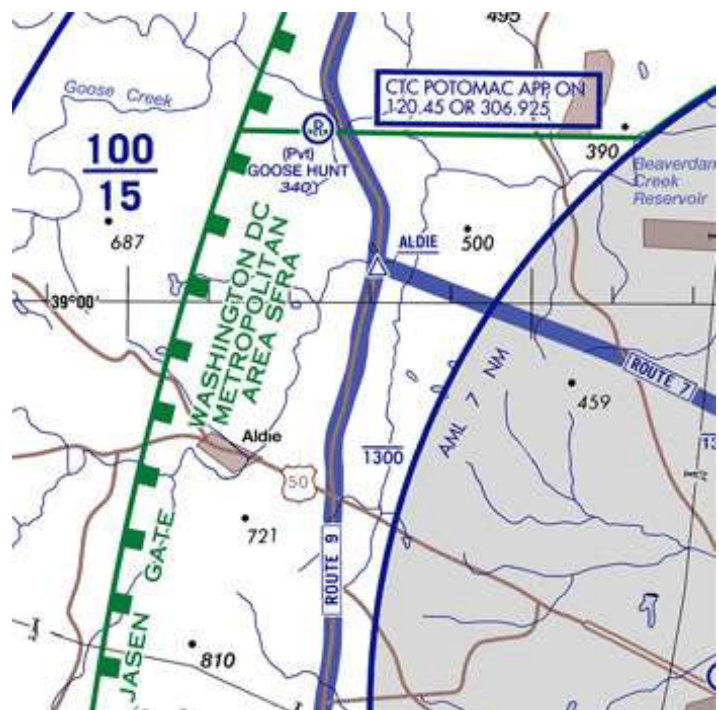 495
Goose Creek
CTC POTOMAC APP ON
120.45 OR 306.925
R
(Pvt)
GOOSE HUNT
340
100
15
390
Beaverdam
Creek
Reservoir
687
ALDIE
500
39°00'
WASHINGTON DC
METROPOLITAN
AREA SFRA
ROUTE 7
AML 7 NM
459
Aldie
1300
13
50
721
JASEN GATE
ROUTE 9
810